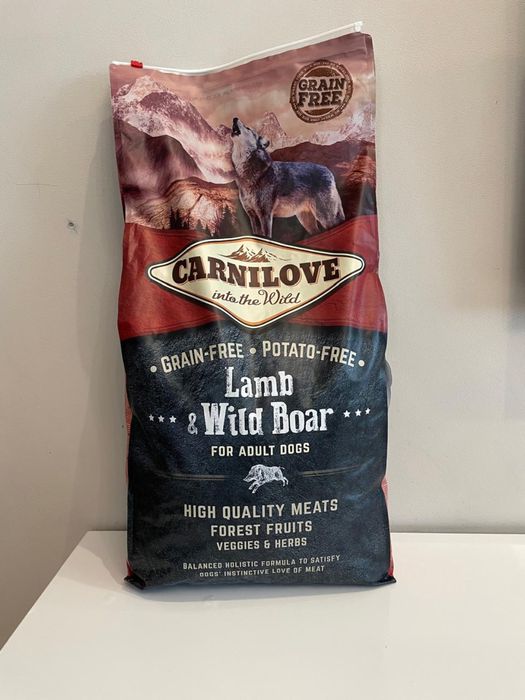 GRAIN
FREE
CARNILOVE
into the Wild
• GRAIN-FREE • POTATO-FREE •
Lamb
& Wild Boar
FOR ADULT DOGS
HIGH QUALITY MEATS
FOREST FRUITS
VEGGIES & HERBS
BALANCED HOLISTIC FORMULA TO SATISFY
DOGS' INSTINCTIVE LOVE OF MEAT